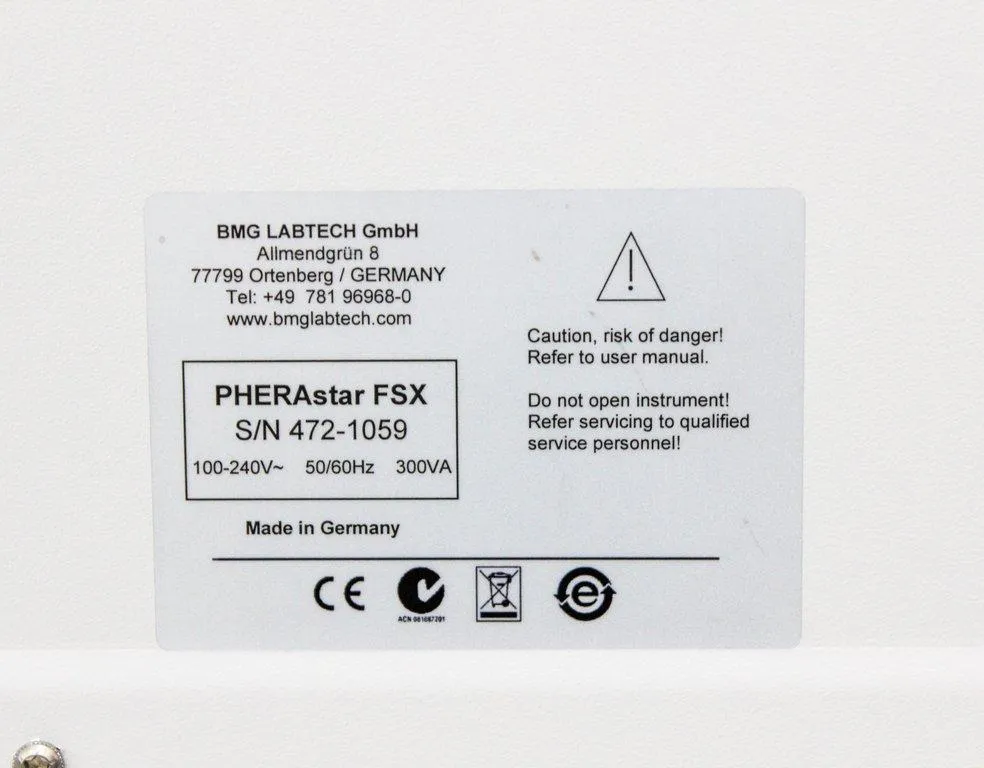 BMG LABTECH GmbH
Allmendgrün 8
77799 Ortenberg / GERMANY
Tel: +49 781 96968-0
www.bmglabtech.com
PHERAstar FSX
S/N 472-1059
100-240V~ 50/60Hz 300VA
Made in Germany
Caution, risk of danger!
Refer to user manual.
Do not open instrument!
Refer servicing to qualified
service personnel!
CE
ACN
e